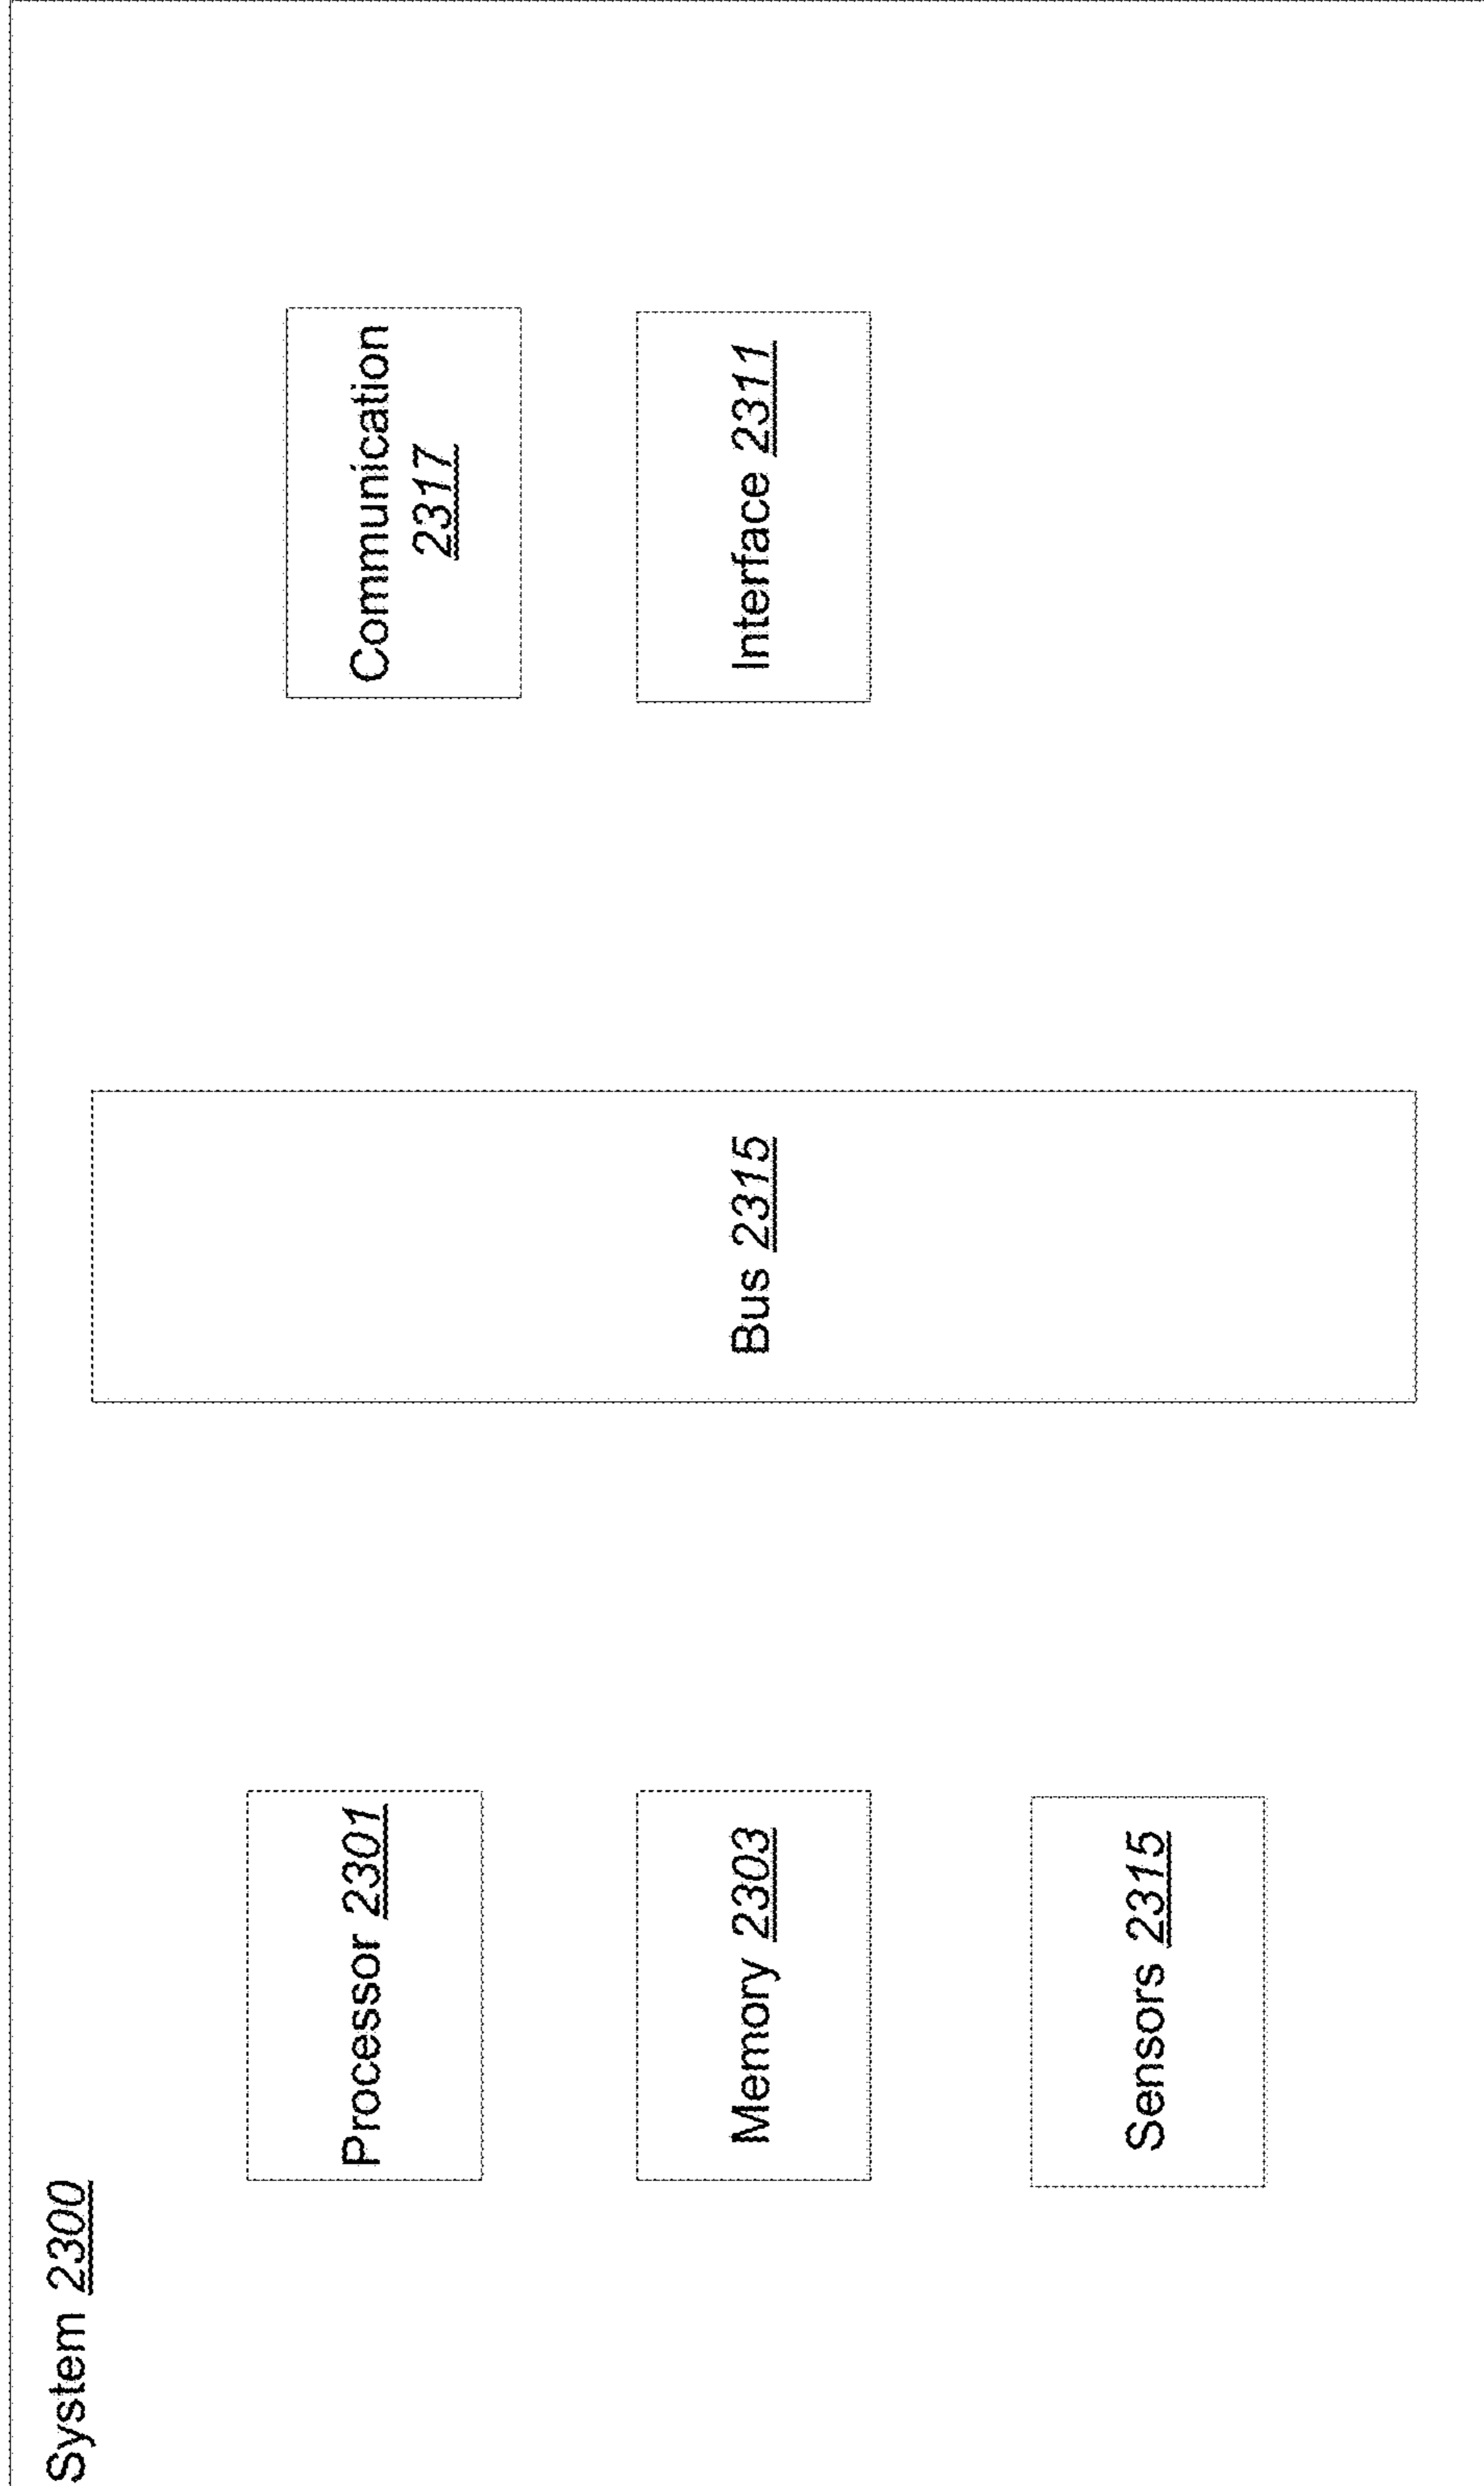 System 2300
Processor 2301
Memory 2303
Sensors 2315
Bus 2315
Communication
2317
Interface 2311